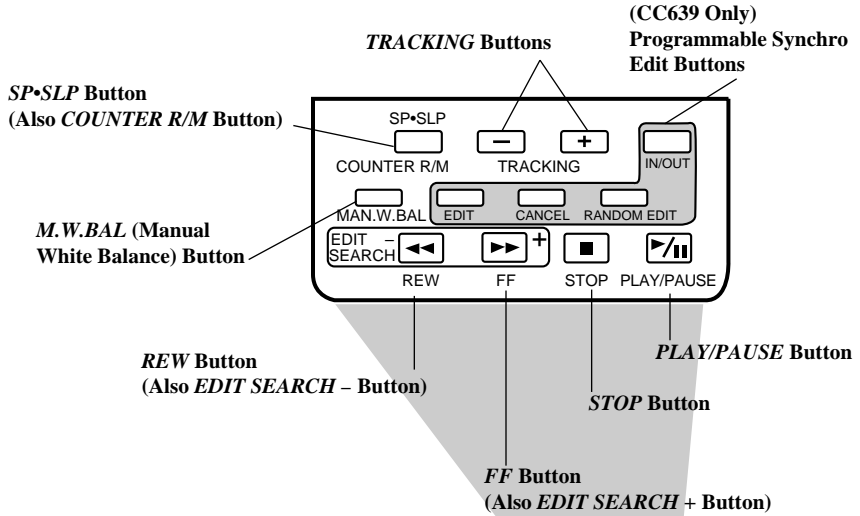 (CC639 Only)
Programmable Synchro
Edit Buttons
TRACKING Buttons
SP•SLP Button
(Also COUNTER R/M Button)
SP•SLP
– +
COUNTER R/M TRACKING IN/OUT
MAN.W.BAL EDIT CANCEL RANDOM EDIT
M.W.BAL (Manual
White Balance) Button
EDIT – +
SEARCH
REW FF STOP PLAY/PAUSE
PLAY/PAUSE Button
REW Button
(Also EDIT SEARCH – Button)
STOP Button
FF Button
(Also EDIT SEARCH + Button)